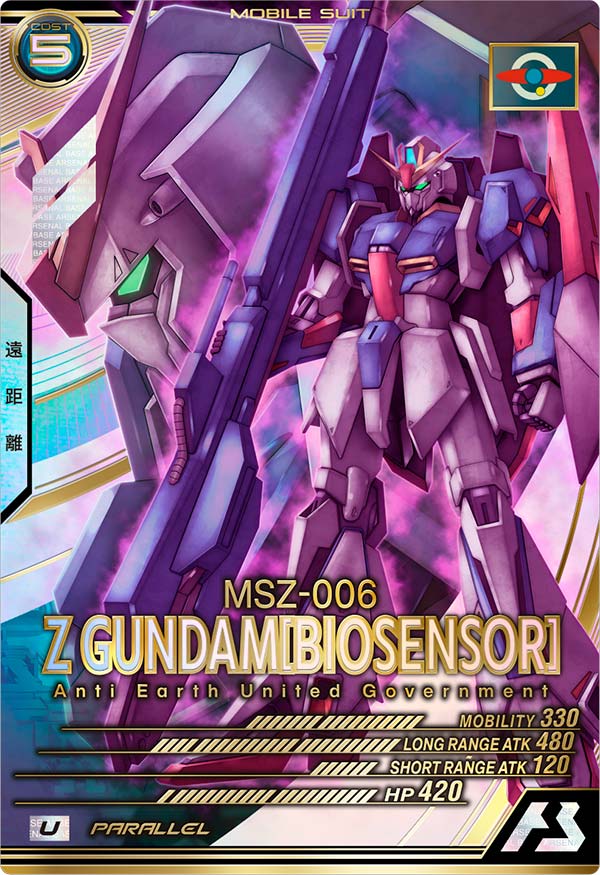 MOBILE SUIT
COST
5
遠距離
MSZ-006
Z GUNDAM[BIOSENSOR]
Anti Earth United Government
MOBILITY 330
LONG RANGE ATK 480
SHORT RANGE ATK 120
HP 420
U PARALLEL